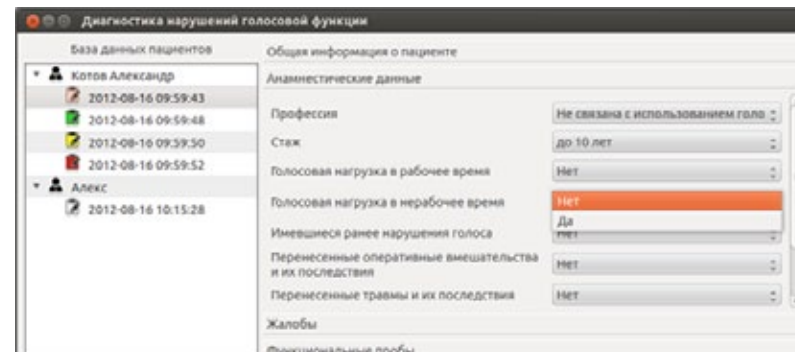 Диагностика нарушений голосовой функции
База данных пациентов
Котов Александр
2012-08-16 09:59:43
2012-08-16 09:59:48
2012-08-16 09:59:50
2012-08-16 09:59:52
Алекс
2012-08-16 10:15:28
Общая информация о пациенте
Анамнестические данные
Профессия
Не связана с использованием голо
Стаж
до 10 лет
Голосовая нагрузка в рабочее время
Нет
Голосовая нагрузка в нерабочее время
Нет
Да
Имевшиеся ранее нарушения голоса
Нет
Перенесенные оперативные вмешательства
и их последствия
Нет
Перенесенные травмы и их последствия
Нет
Жалобы
Функциональные пробы